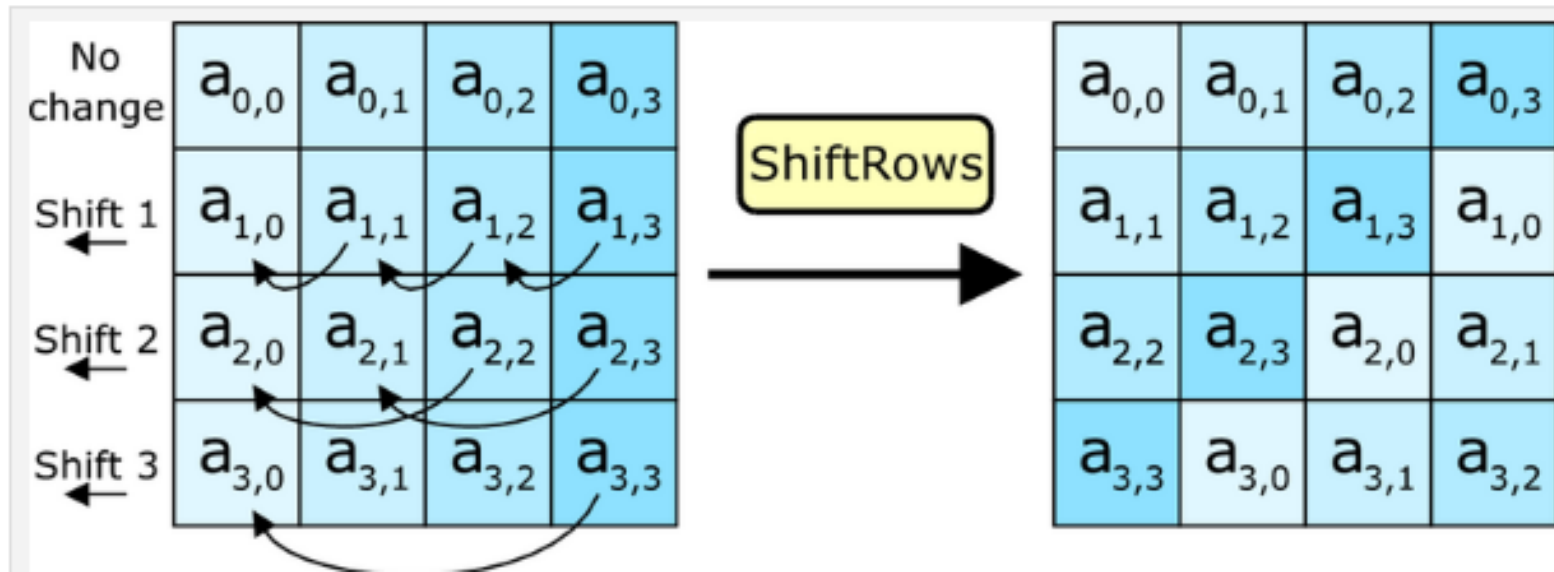 No
change
a0,0 a0,1 a0,2 a0,3
a0,0 a0,1 a0,2 a0,3
ShiftRows
Shift 1
a1,0 a1,1 a1,2 a1,3
a1,1 a1,2 a1,3 a1,0
Shift 2
a2,0 a2,1 a2,2 a2,3
a2,2 a2,3 a2,0 a2,1
Shift 3
a3,0 a3,1 a3,2 a3,3
a3,3 a3,0 a3,1 a3,2